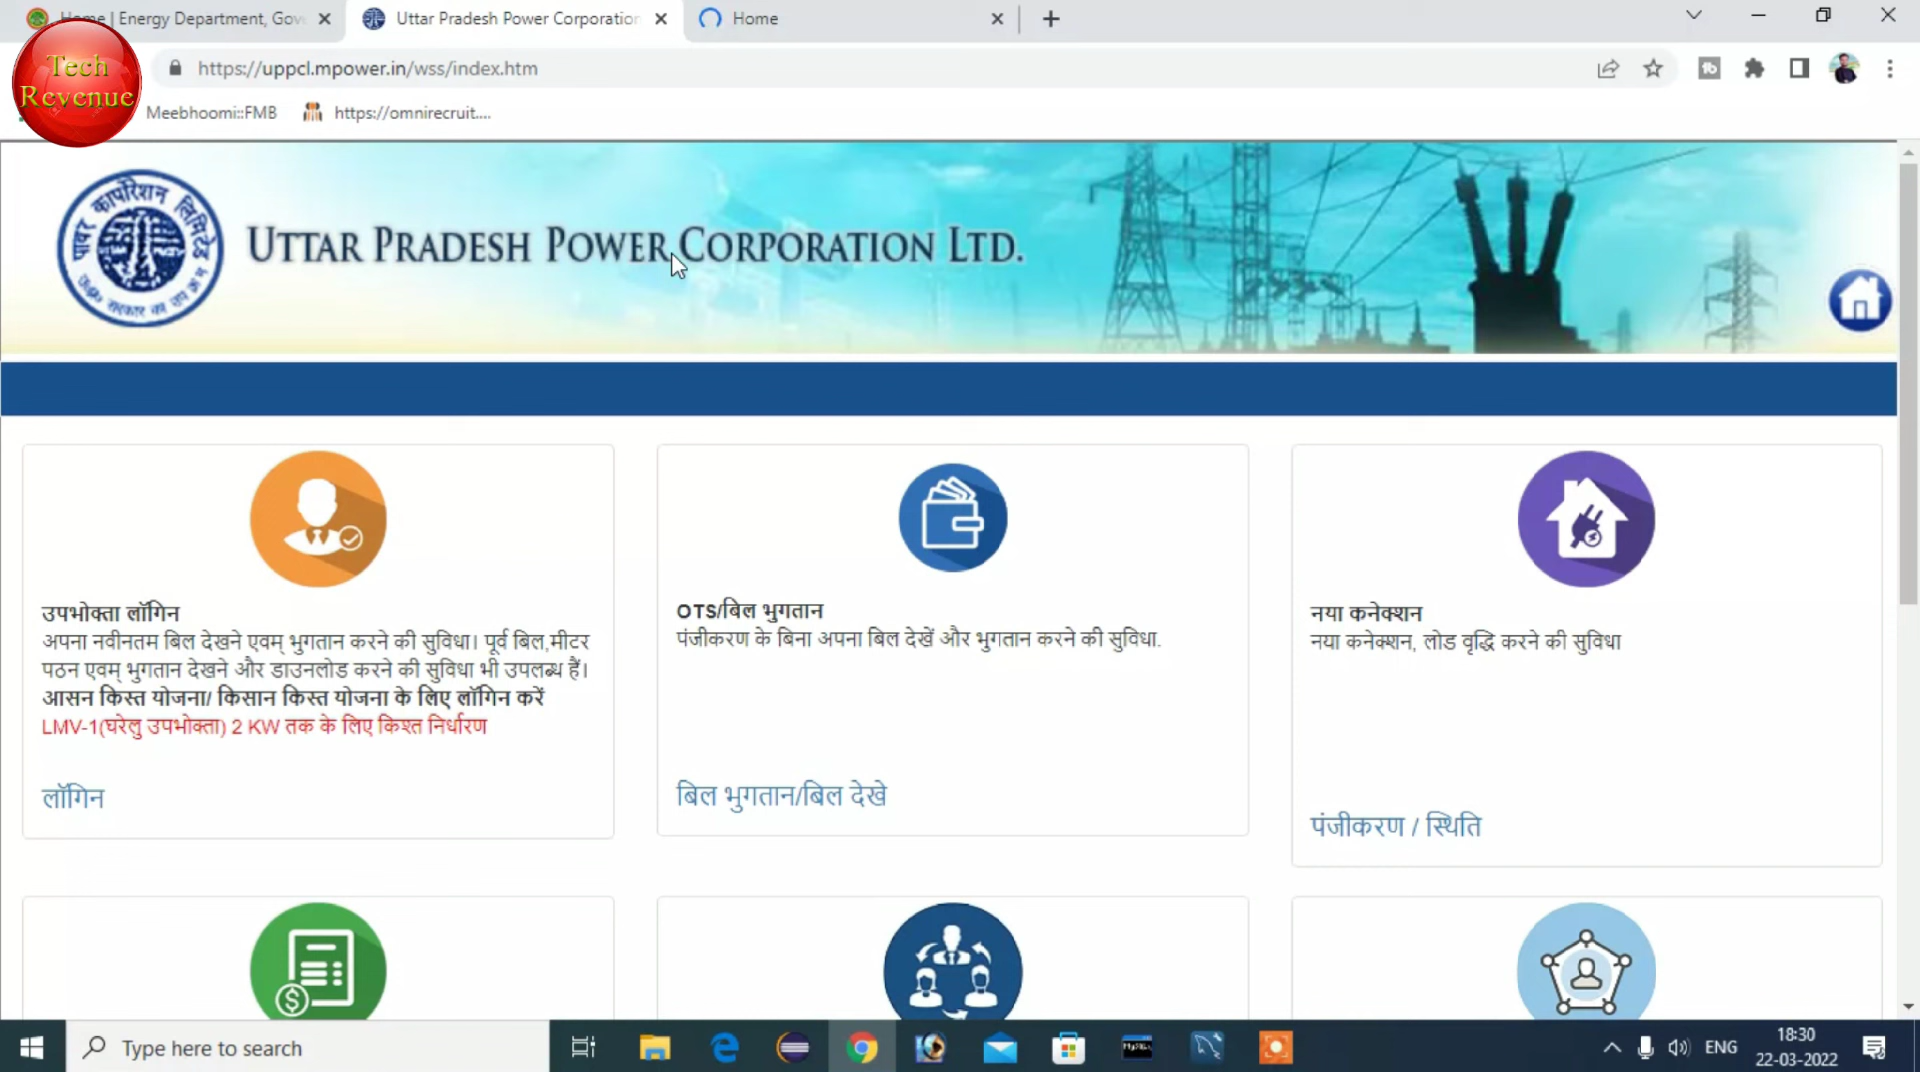 Home | Energy Department, Gov
Uttar Pradesh Power Corporation
Home
Tech
Revenue
https://uppcl.mpower.in/wss/index.htm
Meebhoomi::FMB
https://omnirecruit....
पावर कार्पोरेशन लिमिटेड
UTTAR PRADESH POWER CORPORATION LTD.
उपभोक्ता लॉगिन
अपना नवीनतम बिल देखने एवम् भुगतान करने की सुविधा। पूर्व बिल,मीटर
पठन एवम् भुगतान देखने और डाउनलोड करने की सुविधा भी उपलब्ध हैं।
आसन किस्त योजना/ किसान किस्त योजना के लिए लॉगिन करें
LMV-1(घरेलु उपभोक्ता) 2 KW तक के लिए किश्त निर्धारण
लॉगिन
OTS/बिल भुगतान
पंजीकरण के बिना अपना बिल देखें और भुगतान करने की सुविधा.
बिल भुगतान/बिल देखे
नया कनेक्शन
नया कनेक्शन, लोड वृद्धि करने की सुविधा
पंजीकरण / स्थिति
Type here to search
ENG
18:30
22-03-2022